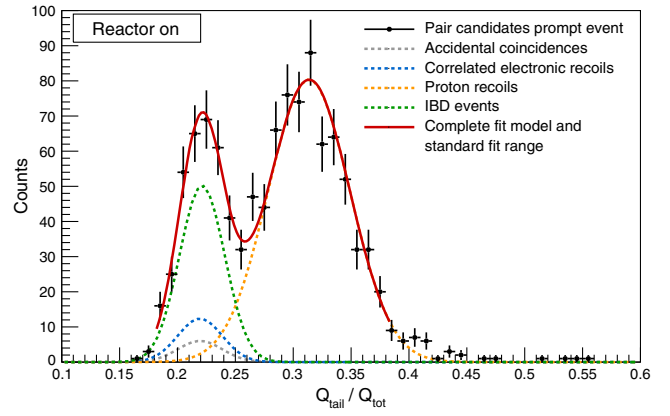 Reactor on
Pair candidates prompt event
Accidental coincidences
Correlated electronic recoils
Proton recoils
IBD events
Complete fit model and
standard fit range
Counts
100
90
80
70
60
50
40
30
20
10
0
0.1 0.15 0.2 0.25 0.3 0.35 0.4 0.45 0.5 0.55 0.6
Q_tail / Q_tot